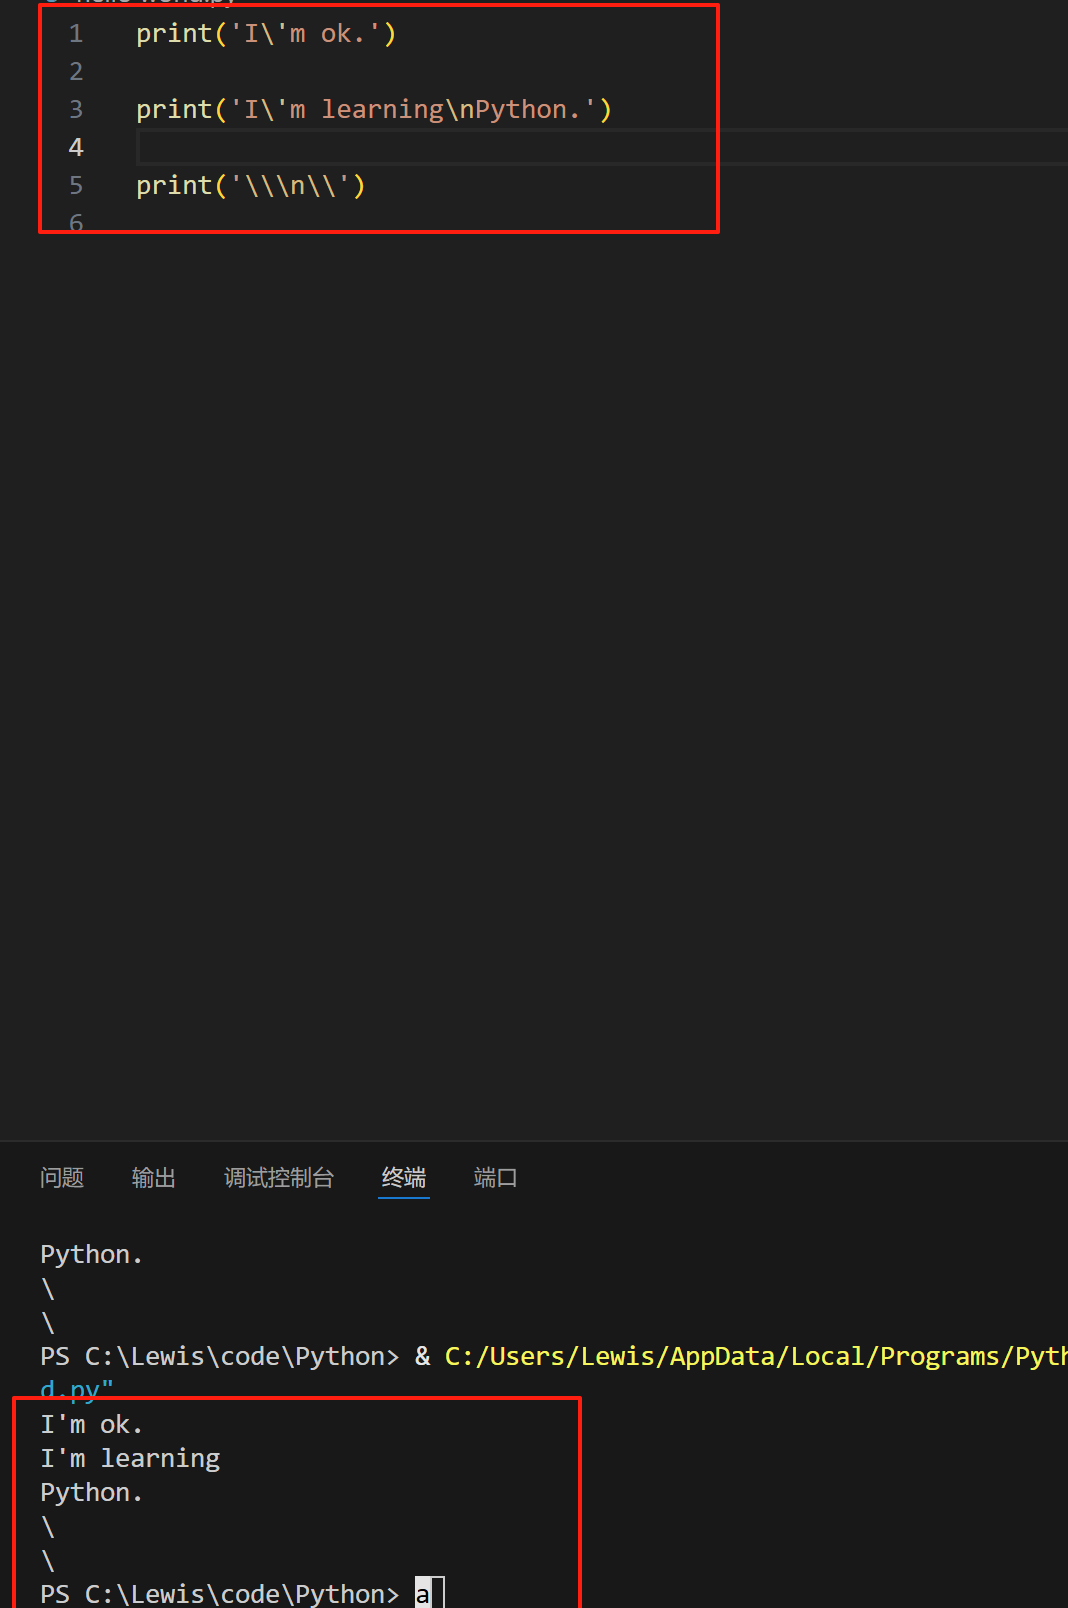 1 print('I\'m ok.')
2
3 print('I\'m learning\nPython.')
4
5 print('\\\n\\')
6
问题 输出 调试控制台 终端 端口
Python.
\
\
PS C:\Lewis\code\Python> & C:/Users/Lewis/AppData/Local/Programs/Pyth
d.py"
I'm ok.
I'm learning
Python.
\
\
PS C:\Lewis\code\Python> a